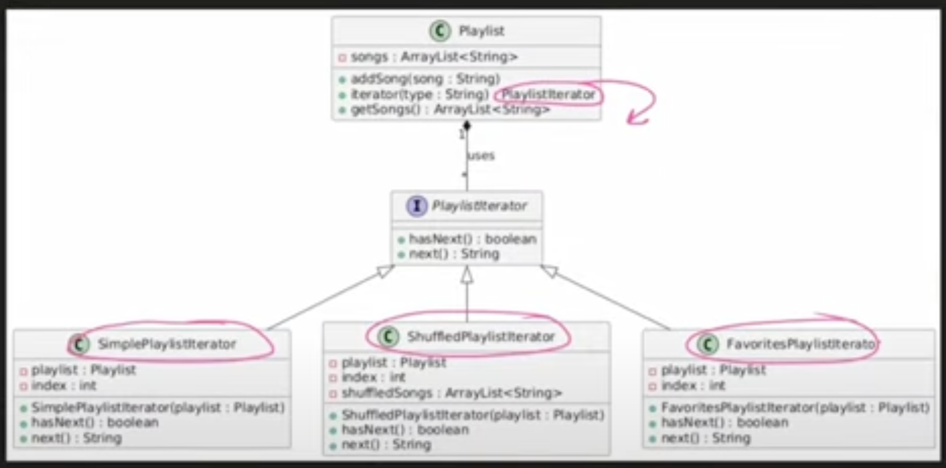 C Playlist
songs : ArrayList<String>
addSong(song : String)
iterator(type : String) PlaylistIterator
getSongs() : ArrayList<String>
1
uses
*
I PlaylistIterator
hasNext() : boolean
next() : String
C SimplePlaylistIterator
playlist : Playlist
index : int
SimplePlaylistIterator(playlist : Playlist)
hasNext() : boolean
next() : String
C ShuffledPlaylistIterator
playlist : Playlist
index : int
shuffledSongs : ArrayList<String>
ShuffledPlaylistIterator(playlist : Playlist)
hasNext() : boolean
next() : String
C FavoritesPlaylistIterator
playlist : Playlist
index : int
FavoritesPlaylistIterator(playlist : Playlist)
hasNext() : boolean
next() : String